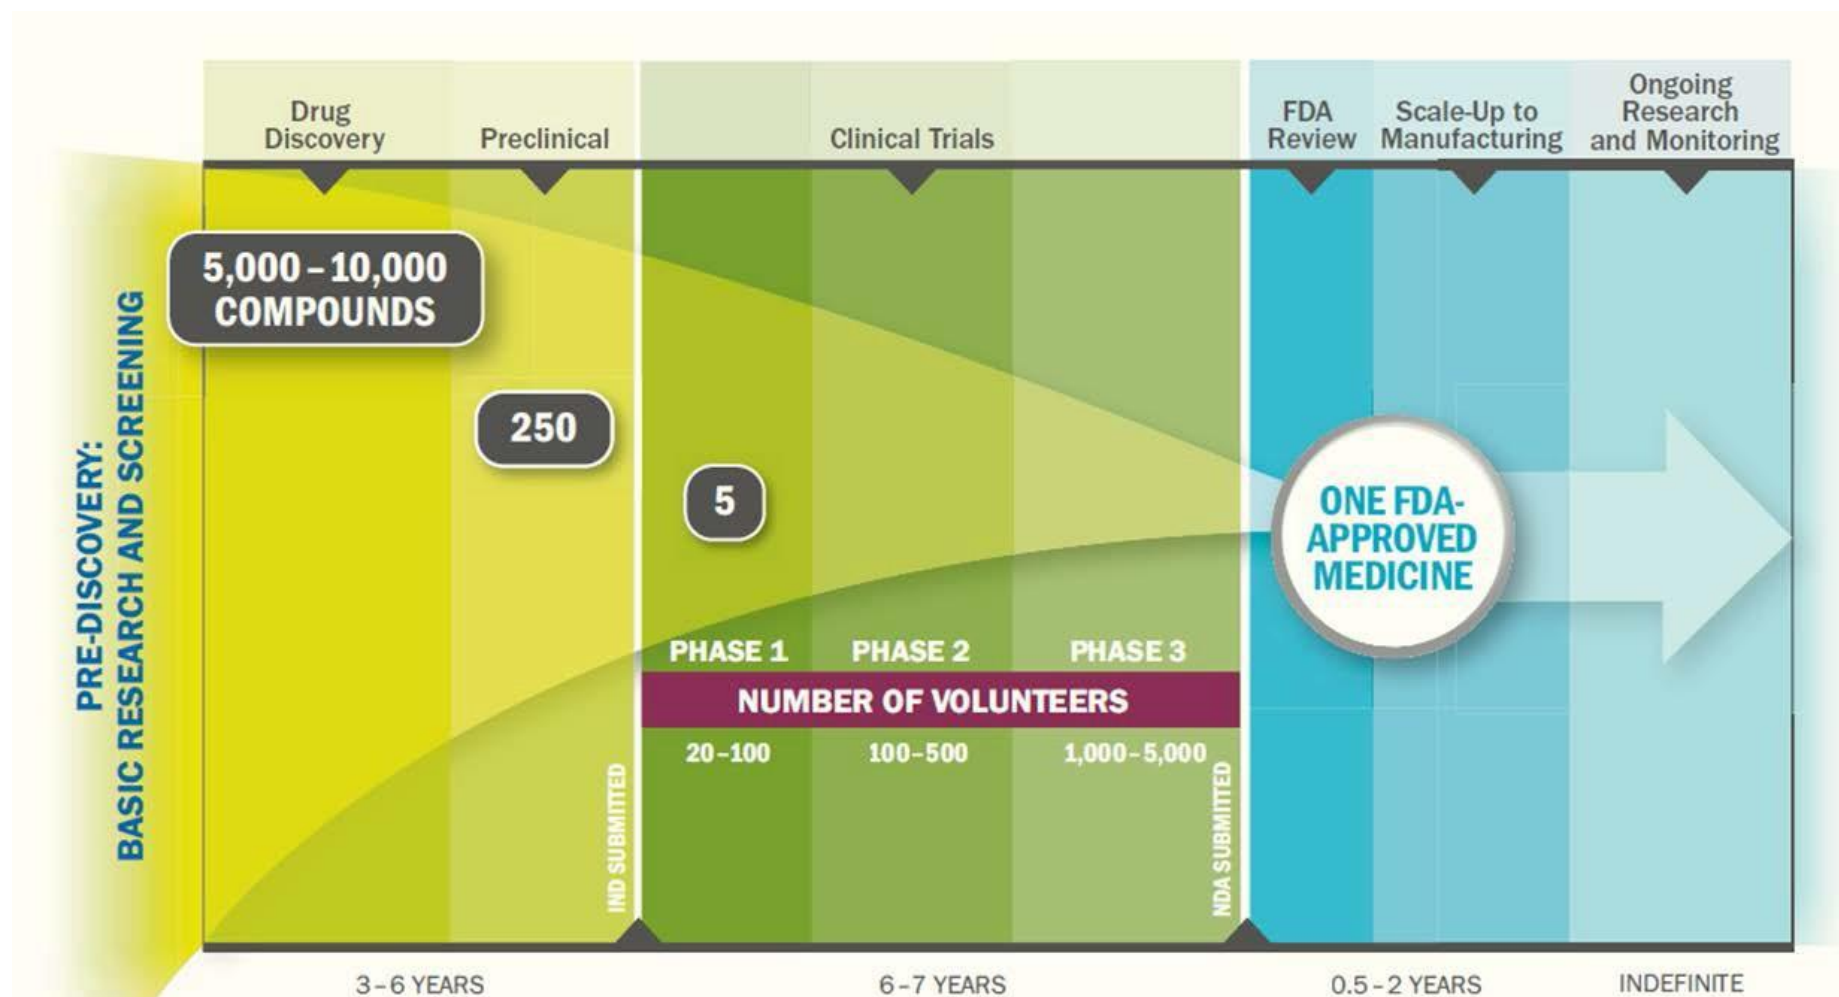 Drug
Discovery
Preclinical
Clinical Trials
FDA
Review
Scale-Up to
Manufacturing
Ongoing
Research
and Monitoring
PRE-DISCOVERY:
BASIC RESEARCH AND SCREENING
5,000–10,000
COMPOUNDS
250
5
ONE FDA-
APPROVED
MEDICINE
PHASE 1
PHASE 2
PHASE 3
NUMBER OF VOLUNTEERS
20–100
100–500
1,000–5,000
IND SUBMITTED
NDA SUBMITTED
3–6 YEARS
6–7 YEARS
0.5–2 YEARS
INDEFINITE